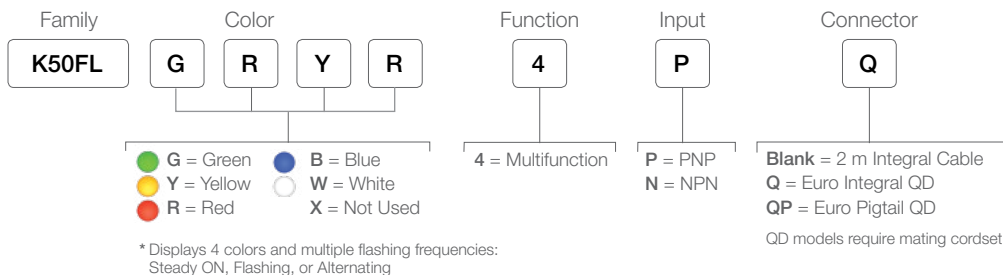 Family Color Function Input Connector
K50FL G R Y R 4 P Q
G = Green B = Blue 4 = Multifunction P = PNP Blank = 2 m Integral Cable
Y = Yellow W = White N = NPN Q = Euro Integral QD
R = Red X = Not Used QP = Euro Pigtail QD
QD models require mating cordset
* Displays 4 colors and multiple flashing frequencies:
Steady ON, Flashing, or Alternating